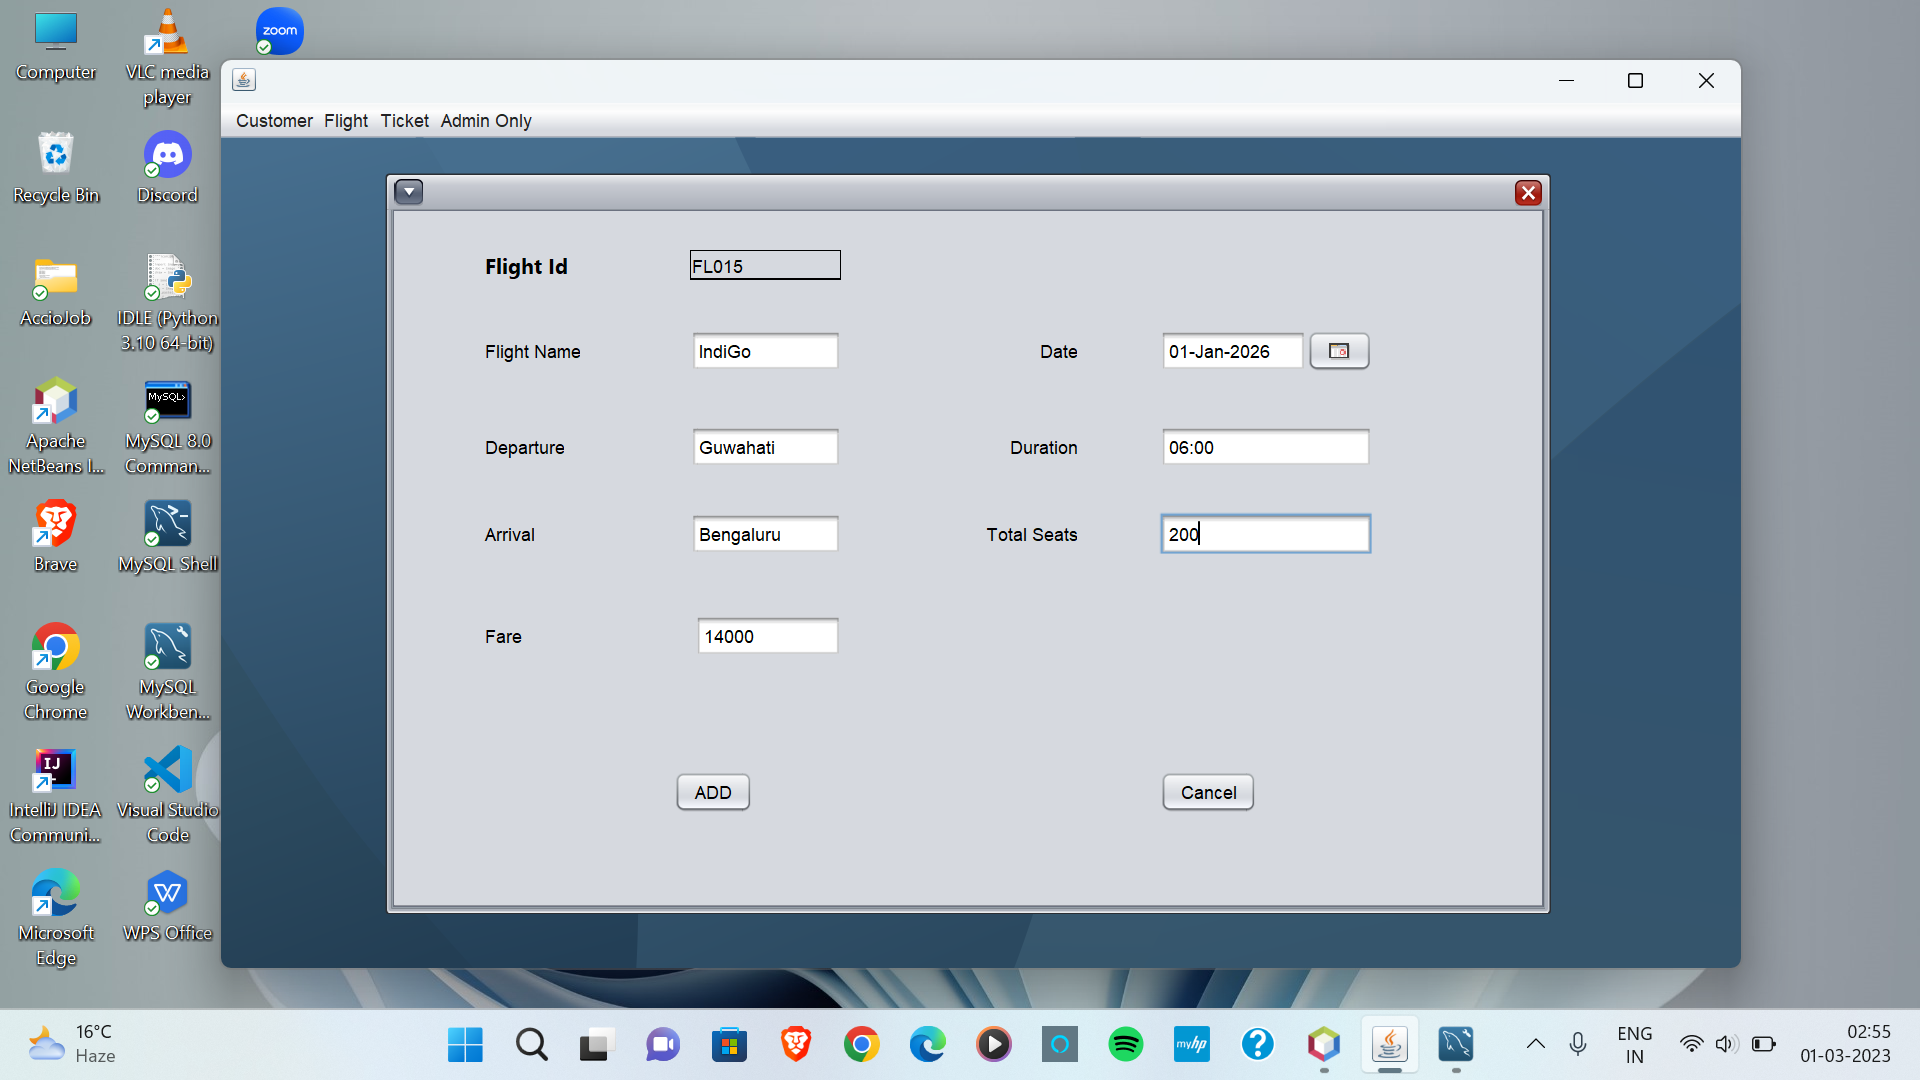 zoom
Computer
VLC media
player
Recycle Bin
Discord
AccioJob
IDLE (Python
3.10 64-bit)
Apache
NetBeans I...
MySQL>
MySQL 8.0
Comman...
Brave
MySQL Shell
Google
Chrome
MySQL
Workben...
IJ
IntelliJ IDEA
Communi...
Visual Studio
Code
Microsoft
Edge
WPS Office
Customer Flight Ticket Admin Only
Flight Id FL015
Flight Name IndiGo Date 01-Jan-2026
Departure Guwahati Duration 06:00
Arrival Bengaluru Total Seats 200
Fare 14000
ADD Cancel
16°C
Haze
myhp
ENG
IN
02:55
01-03-2023